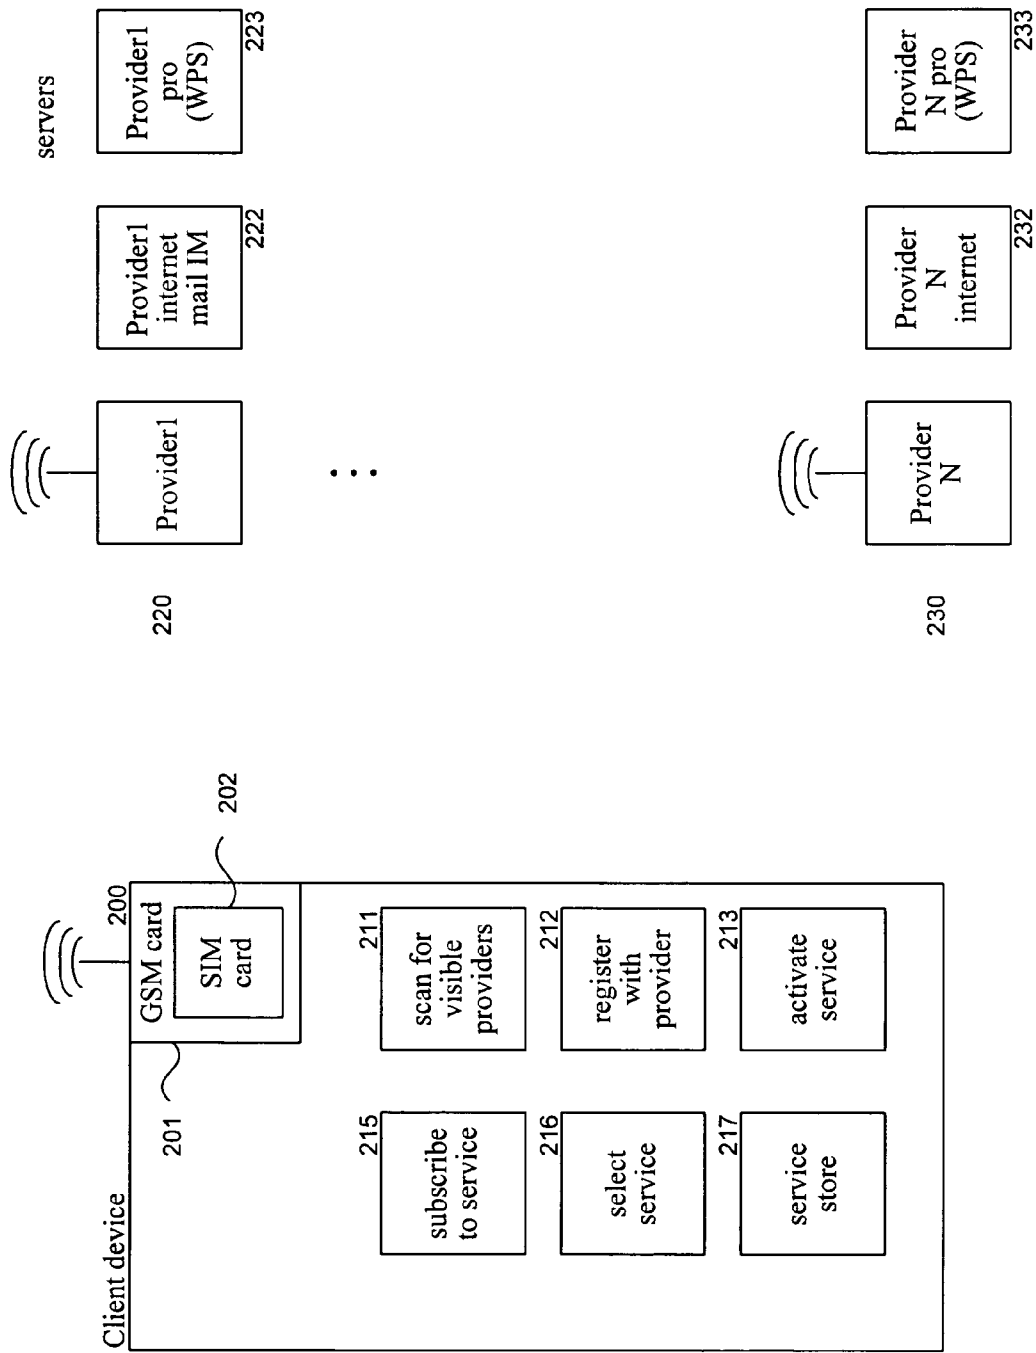 Client device
200
GSM card
SIM
card
201
202
215
subscribe
to service
211
scan for
visible
providers
216
select
service
212
register
with
provider
217
service
store
213
activate
service
servers
220
Provider1
Provider1
internet
mail IM
222
Provider1
pro
(WPS)
223
230
Provider
N
Provider
N
internet
232
Provider
N pro
(WPS)
233